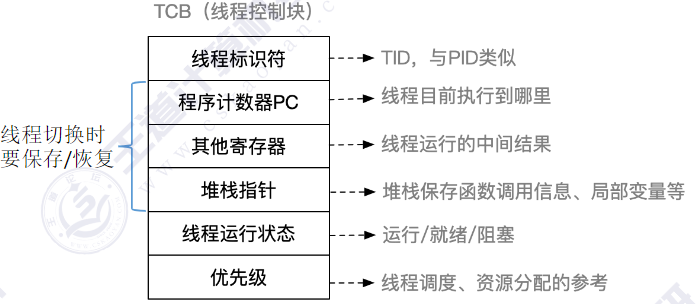 TCB（线程控制块）
线程标识符
TID，与PID类似
程序计数器PC
线程目前执行到哪里
线程切换时
要保存/恢复
其他寄存器
线程运行的中间结果
堆栈指针
堆栈保存函数调用信息、局部变量等
线程运行状态
运行/就绪/阻塞
优先级
线程调度、资源分配的参考